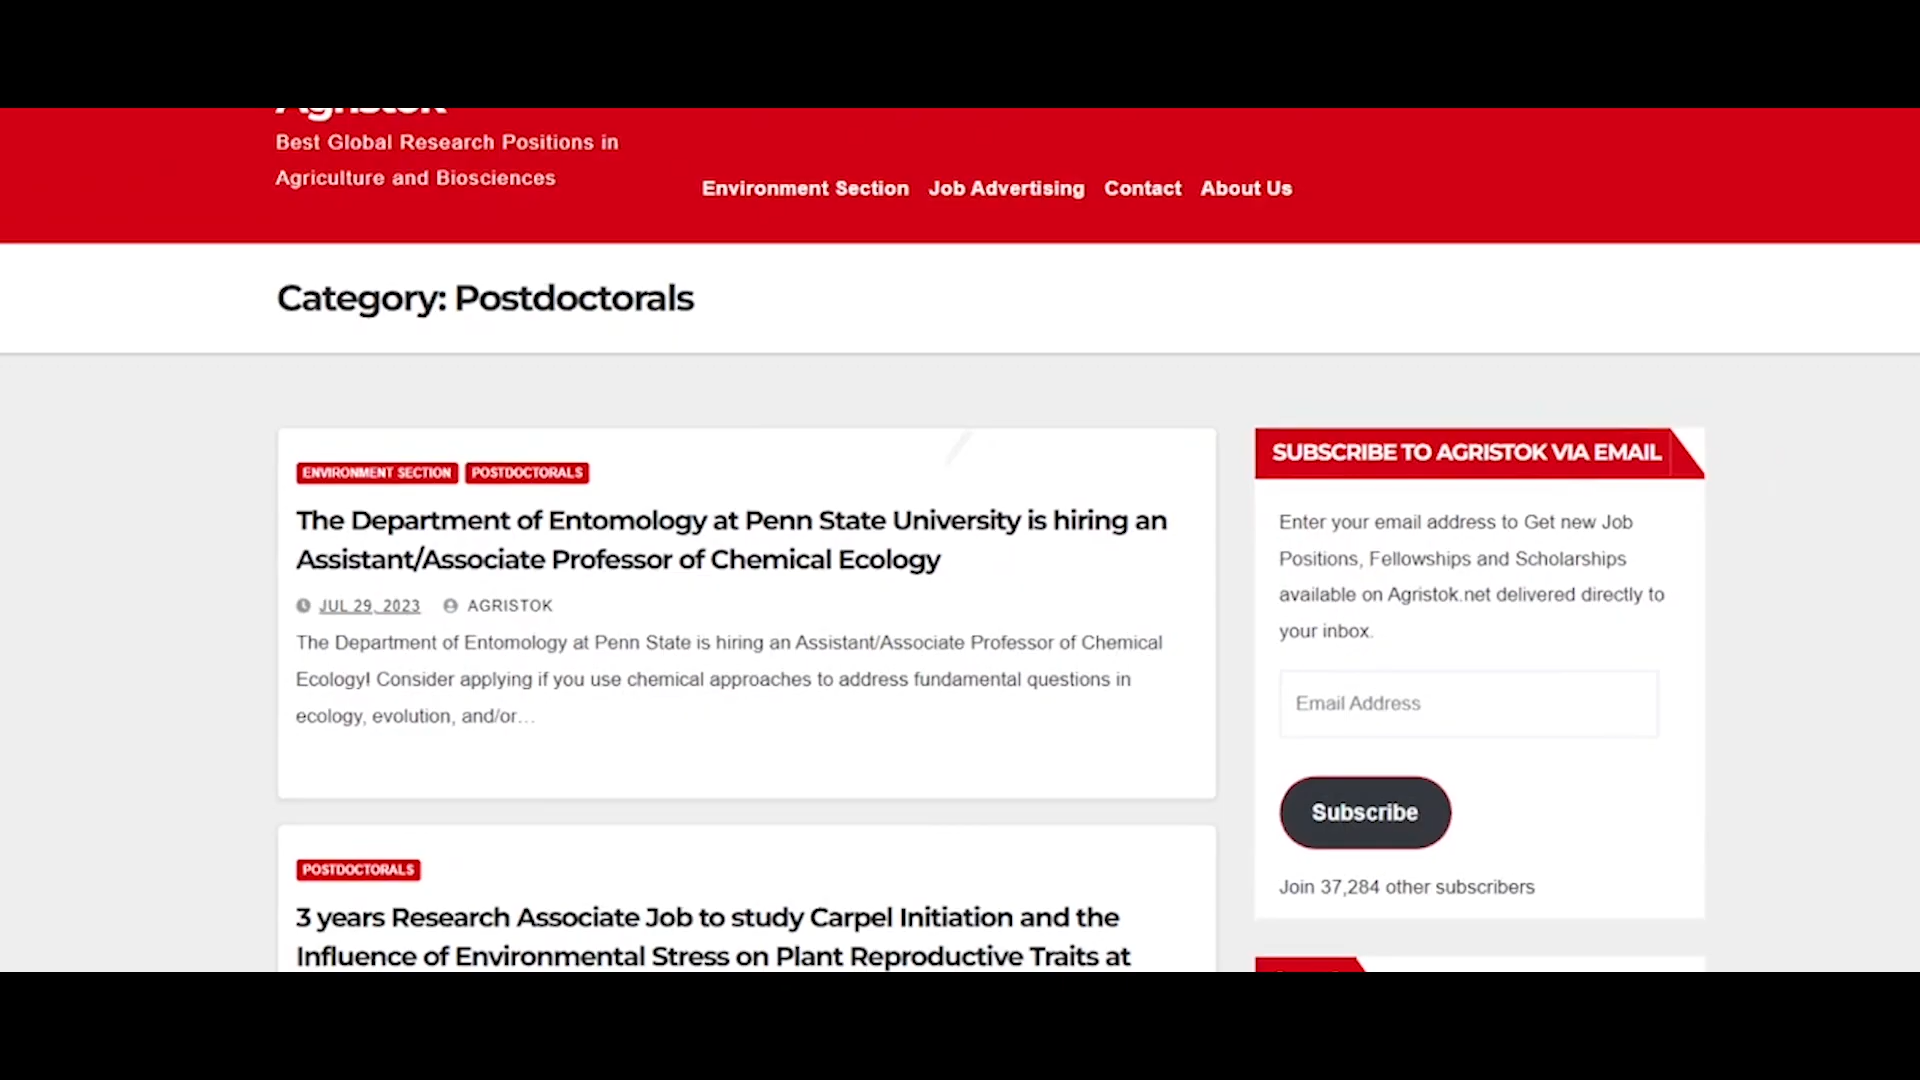 Agristok
Best Global Research Positions in
Agriculture and Biosciences
Environment Section Job Advertising Contact About Us
Category: Postdoctorals
ENVIRONMENT SECTION POSTDOCTORALS
The Department of Entomology at Penn State University is hiring an
Assistant/Associate Professor of Chemical Ecology
JUL 29, 2023 AGRISTOK
The Department of Entomology at Penn State is hiring an Assistant/Associate Professor of Chemical
Ecology! Consider applying if you use chemical approaches to address fundamental questions in
ecology, evolution, and/or…
POSTDOCTORALS
3 years Research Associate Job to study Carpel Initiation and the
Influence of Environmental Stress on Plant Reproductive Traits at
SUBSCRIBE TO AGRISTOK VIA EMAIL
Enter your email address to Get new Job
Positions, Fellowships and Scholarships
available on Agristok.net delivered directly to
your inbox.
Email Address
Subscribe
Join 37,284 other subscribers